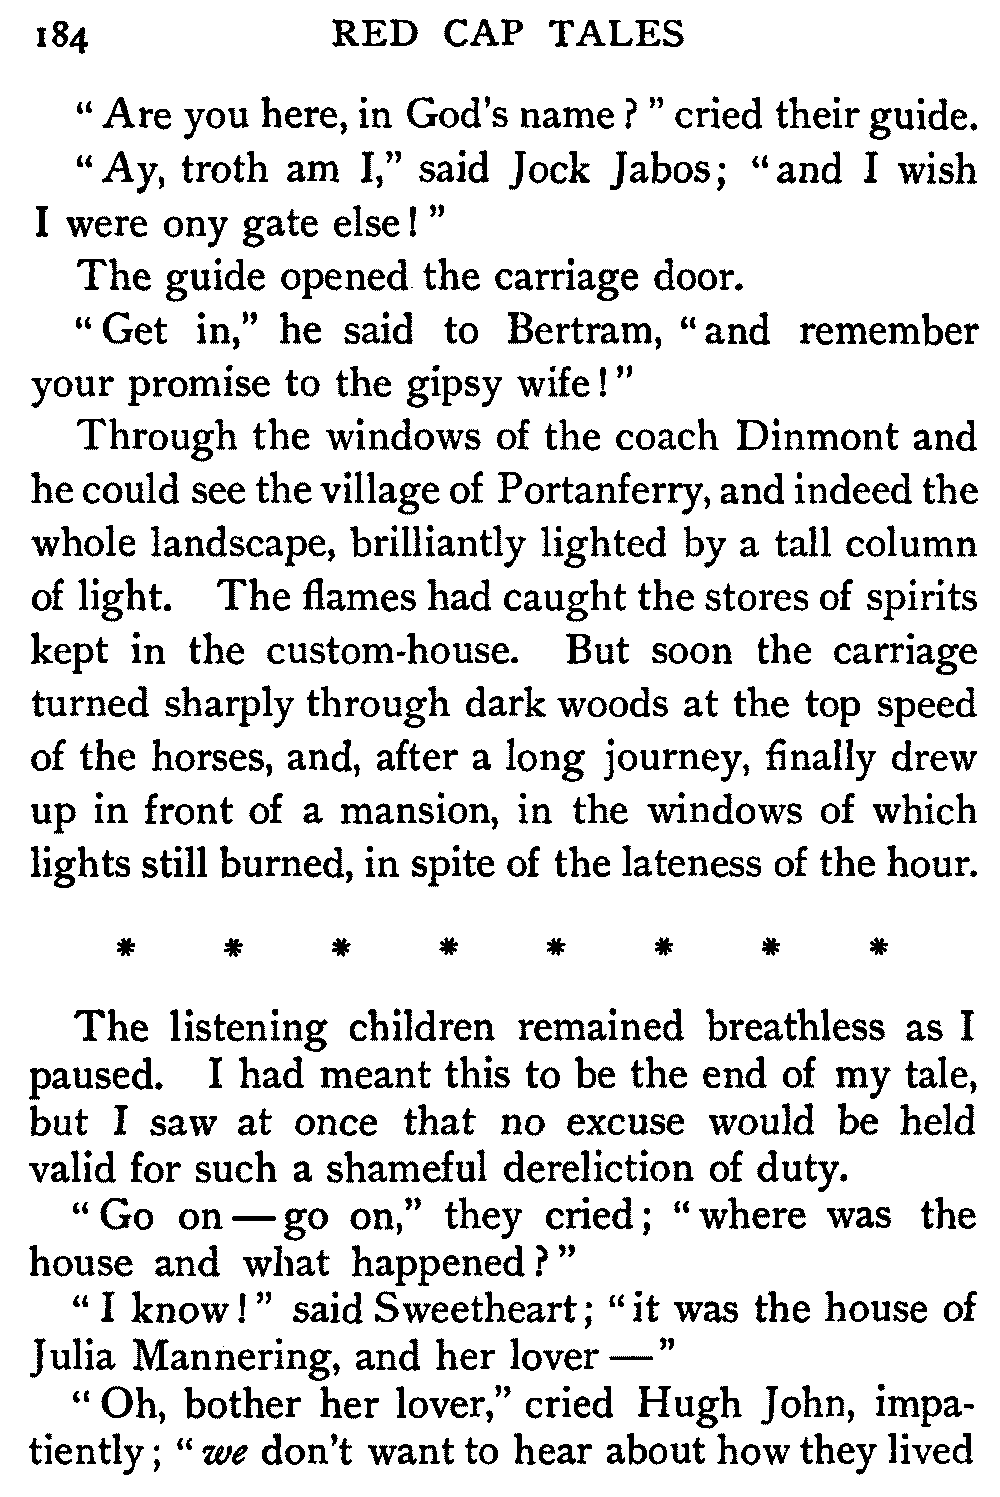 184 RED CAP TALES
“Are you here, in God's name?” cried their guide.
“Ay, troth am I,” said Jock Jabos; “and I wish
I were ony gate else!”
The guide opened the carriage door.
“Get in,” he said to Bertram, “and remember
your promise to the gipsy wife!”
Through the windows of the coach Dinmont and
he could see the village of Portanferry, and indeed the
whole landscape, brilliantly lighted by a tall column
of light. The flames had caught the stores of spirits
kept in the custom-house. But soon the carriage
turned sharply through dark woods at the top speed
of the horses, and, after a long journey, finally drew
up in front of a mansion, in the windows of which
lights still burned, in spite of the lateness of the hour.
* * * * * * * *
The listening children remained breathless as I
paused. I had meant this to be the end of my tale,
but I saw at once that no excuse would be held
valid for such a shameful dereliction of duty.
“Go on—go on,” they cried; “where was the
house and what happened?”
“I know!” said Sweetheart; “it was the house of
Julia Mannering, and her lover —”
“Oh, bother her lover,” cried Hugh John, impa-
tiently; “we don't want to hear about how they lived